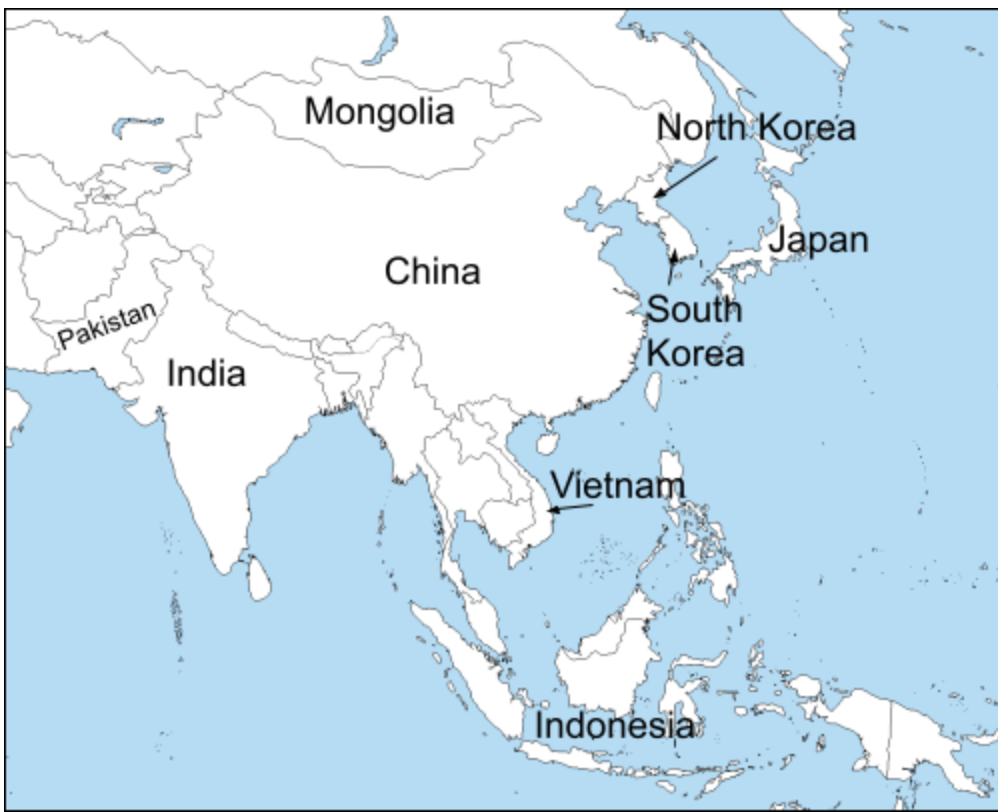 Mongolia
North Korea
Japan
China
South
Korea
Pakistan
India
Vietnam
Indonesia